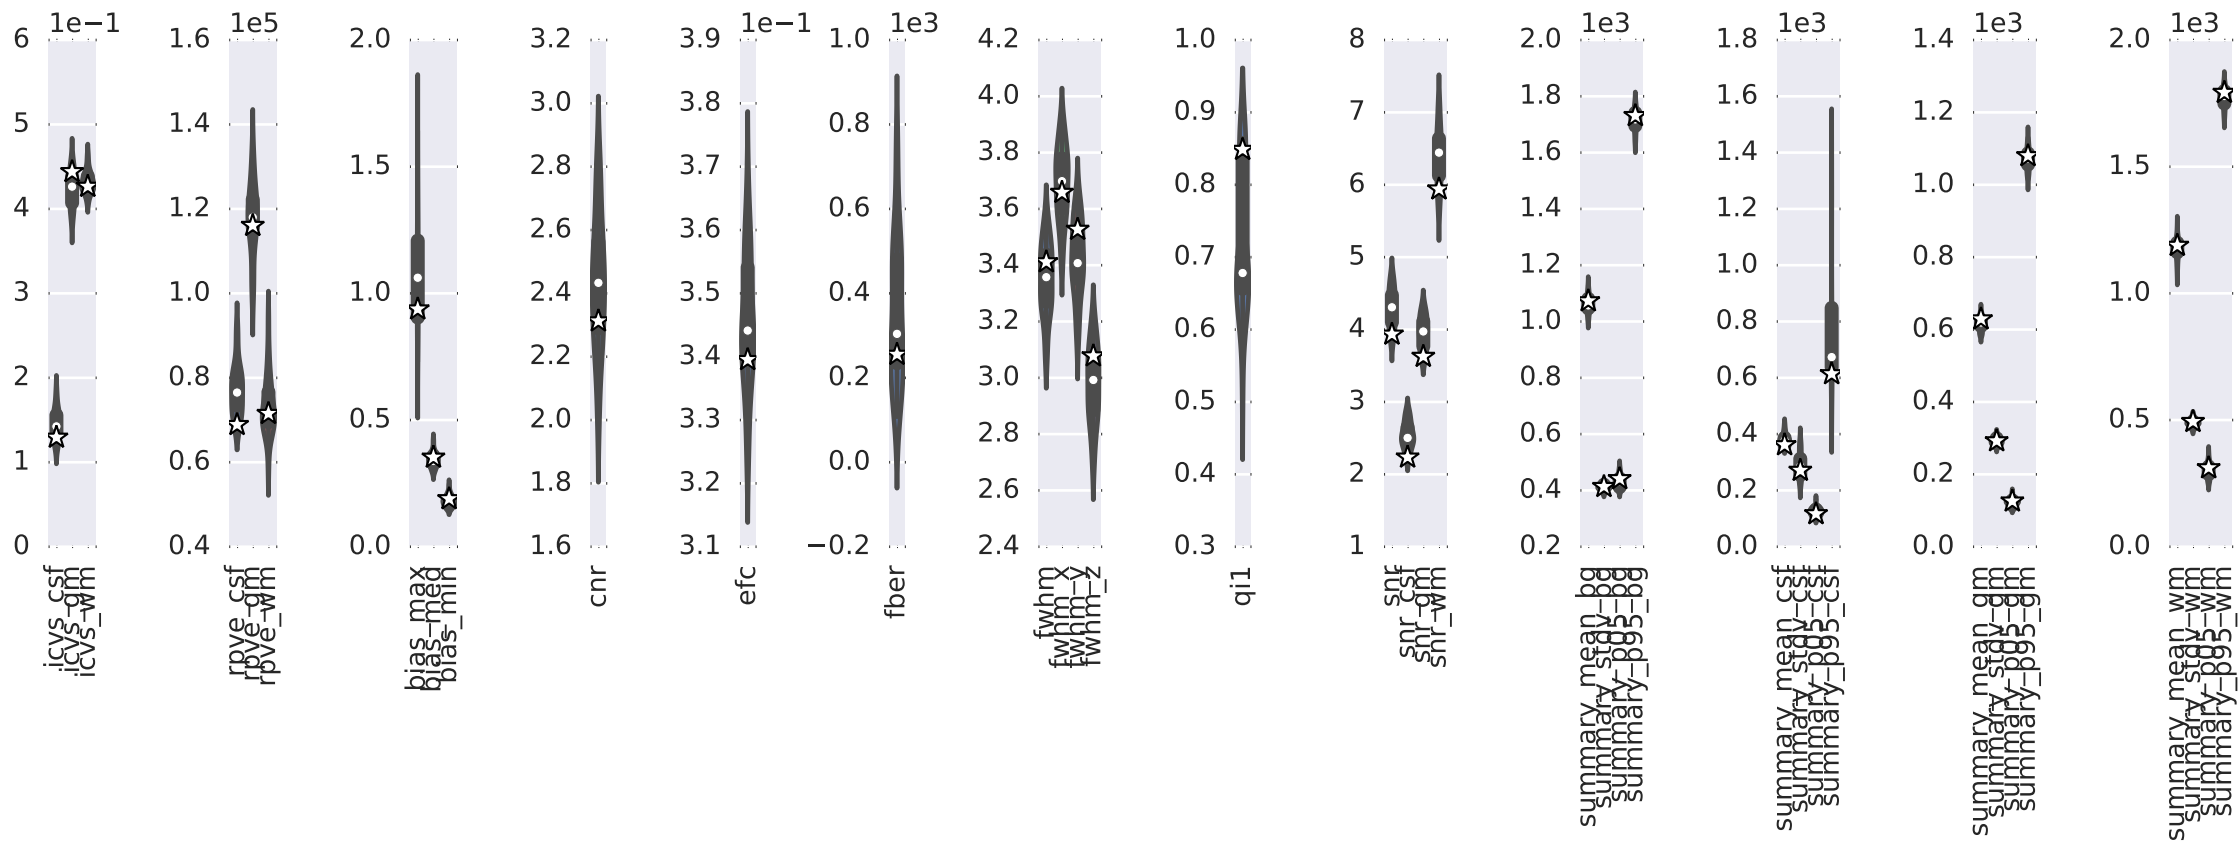 1e−1
6
5
4
3
2
1
0
icvs_csf
icvs_gm
icvs_wm
1e5
1.6
1.4
1.2
1.0
0.8
0.6
0.4
rpve_csf
rpve_gm
rpve_wm
2.0
1.5
1.0
0.5
0.0
bias_max
bias_med
bias_min
3.2
3.0
2.8
2.6
2.4
2.2
2.0
1.8
1.6
cnr
1e−1
3.9
3.8
3.7
3.6
3.5
3.4
3.3
3.2
3.1
efc
1e3
1.0
0.8
0.6
0.4
0.2
0.0
−0.2
fber
4.2
4.0
3.8
3.6
3.4
3.2
3.0
2.8
2.6
2.4
fwhm
fwhm_x
fwhm_y
fwhm_z
1.0
0.9
0.8
0.7
0.6
0.5
0.4
0.3
qi1
8
7
6
5
4
3
2
1
snr
snr_csf
snr_gm
snr_wm
1e3
2.0
1.8
1.6
1.4
1.2
1.0
0.8
0.6
0.4
0.2
summary_mean_bg
summary_stdv_bg
summary_p05_bg
summary_p95_bg
1e3
1.8
1.6
1.4
1.2
1.0
0.8
0.6
0.4
0.2
0.0
summary_mean_csf
summary_stdv_csf
summary_p05_csf
summary_p95_csf
1e3
1.4
1.2
1.0
0.8
0.6
0.4
0.2
0.0
summary_mean_gm
summary_stdv_gm
summary_p05_gm
summary_p95_gm
1e3
2.0
1.5
1.0
0.5
0.0
summary_mean_wm
summary_stdv_wm
summary_p05_wm
summary_p95_wm